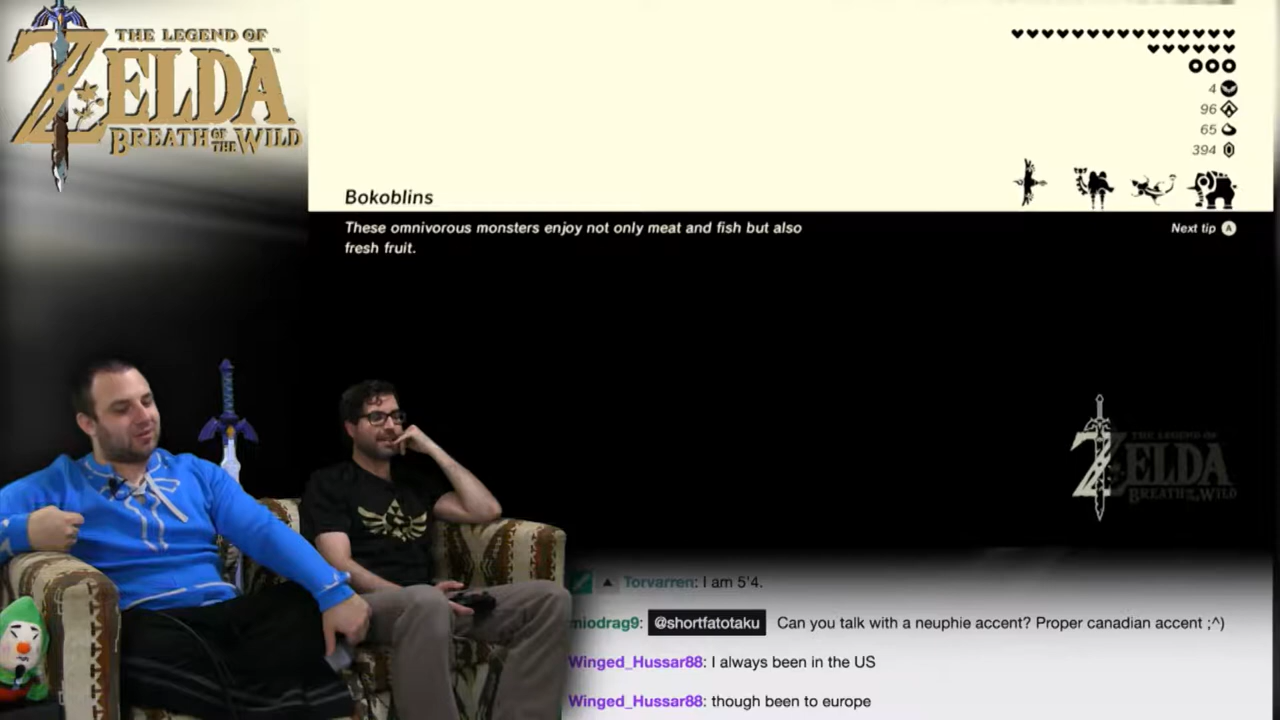 THE LEGEND OF
ZELDA
BREATH OF THE WILD
4
96
65
394
Bokoblins
These omnivorous monsters enjoy not only meat and fish but also
fresh fruit.
Next tip A
THE LEGEND OF
ZELDA
BREATH OF THE WILD
Torvarren: I am 5'4.
miodrag9: @shortfatotaku Can you talk with a neuphie accent? Proper canadian accent ;^)
Winged_Hussar88: I always been in the US
Winged_Hussar88: though been to europe